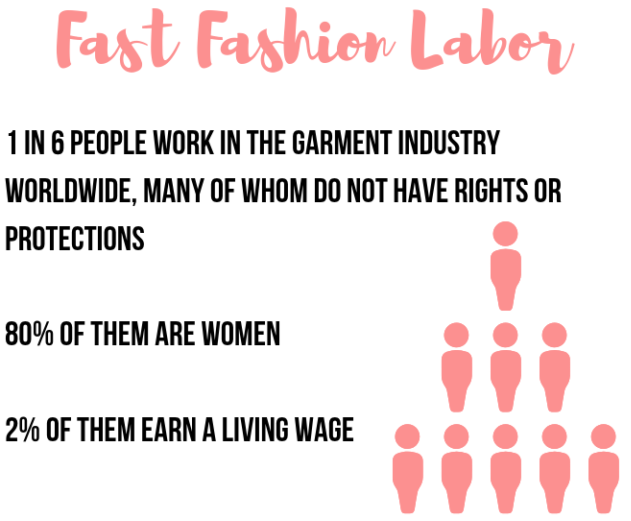 Fast Fashion Labor
1 IN 6 PEOPLE WORK IN THE GARMENT INDUSTRY
WORLDWIDE, MANY OF WHOM DO NOT HAVE RIGHTS OR
PROTECTIONS
80% OF THEM ARE WOMEN
2% OF THEM EARN A LIVING WAGE